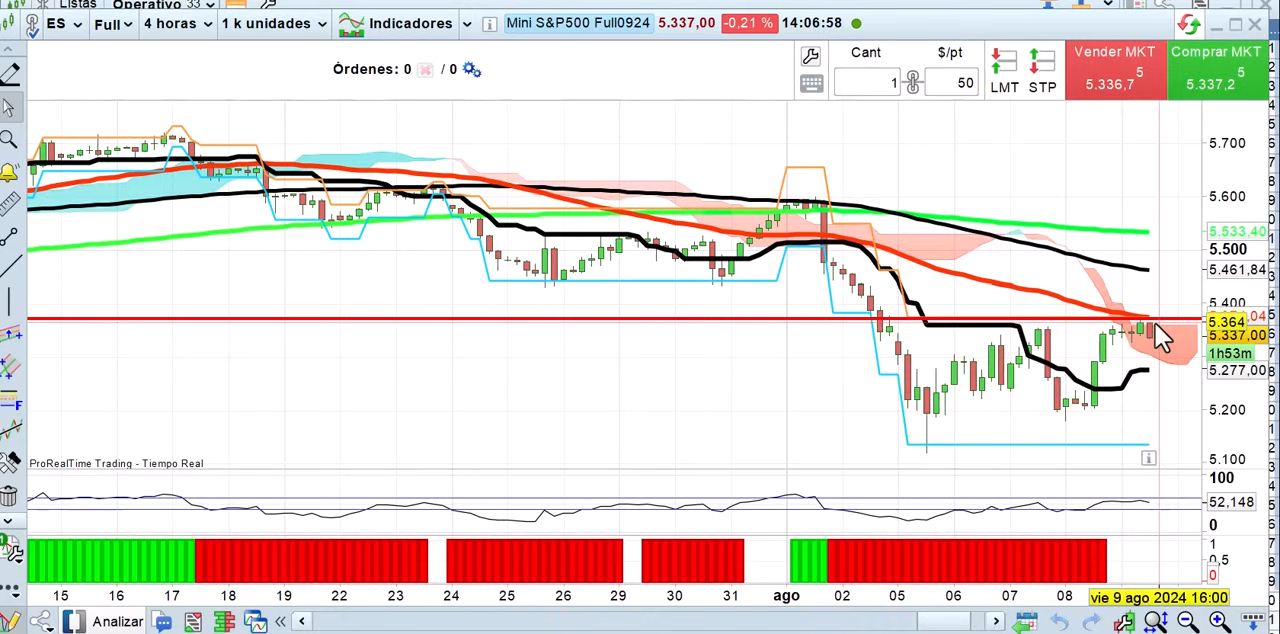 Listas Operativo 33
ES Full 4 horas 1 k unidades Indicadores Mini S&P500 Full0924 5.337,00 -0,21 % 14:06:58
Órdenes: 0 / 0
Cant $/pt
1 50
LMT STP
Vender MKT
5.336,7 5
Comprar MKT
5.337,2 5
5.700
5.600
5.533,40
5.500
5.461,84
5.400
,04
5.364
5.337,00
1h53m
5.277,00
5.200
5.100
ProRealTime Trading - Tiempo Real
100
52,148
0
1
0,5
0
15 16 17 18 19 22 23 24 25 26 29 30 31 ago 02 05 06 07 08 vie 9 ago 2024 16:00
Analizar